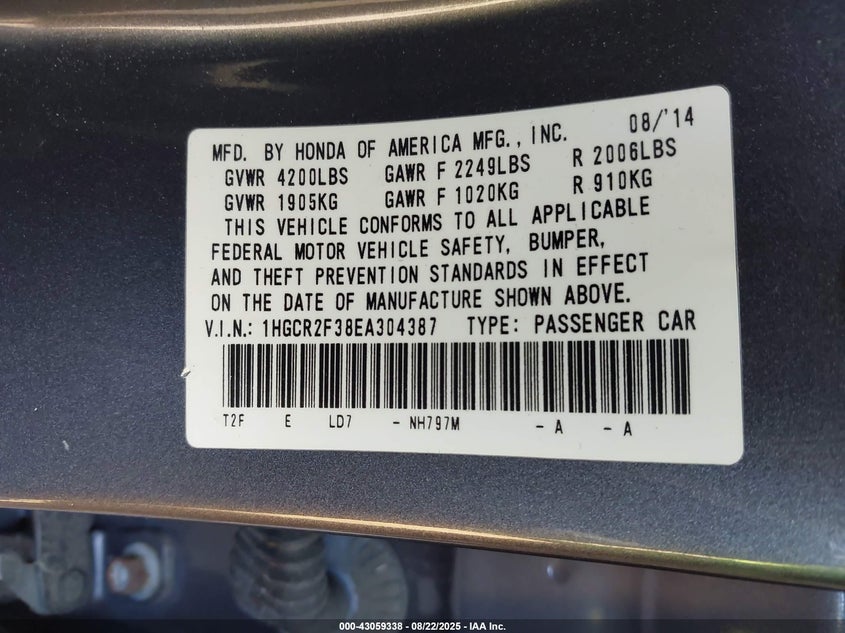 MFD. BY HONDA OF AMERICA MFG., INC. 08/'14
GVWR 4200LBS GAWR F 2249LBS R 2006LBS
GVWR 1905KG GAWR F 1020KG R 910KG
THIS VEHICLE CONFORMS TO ALL APPLICABLE
FEDERAL MOTOR VEHICLE SAFETY, BUMPER,
AND THEFT PREVENTION STANDARDS IN EFFECT
ON THE DATE OF MANUFACTURE SHOWN ABOVE.
V.I.N.: 1HGCR2F38EA304387 TYPE: PASSENGER CAR
T2F E LD7 - NH797M - A - A
000-43059338 - 08/22/2025 - IAA Inc.